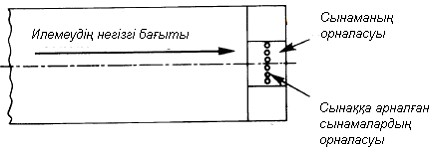 Илемеудің негізгі бағыты
Сынаманың
орналасуы
Сынаққа арналған
сынамалардың
орналасуы